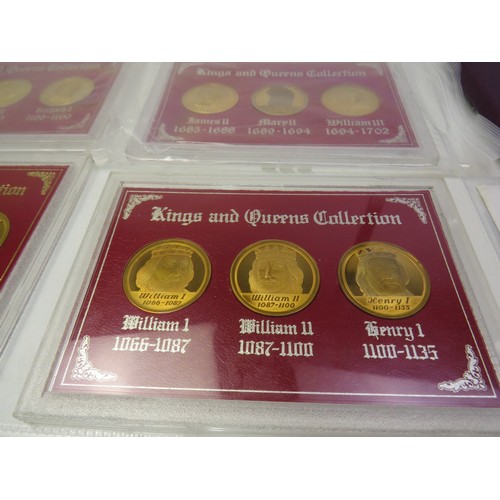 Kings and Queens Collection
James II Mary II William III
1685-1688 1689-1694 1694-1702
1100-1100
Kings and Queens Collection
William I William II Henry I
1066-1087 1087-1100 1100-1135
William I William II Henry I
1066-1087 1087-1100 1100-1135